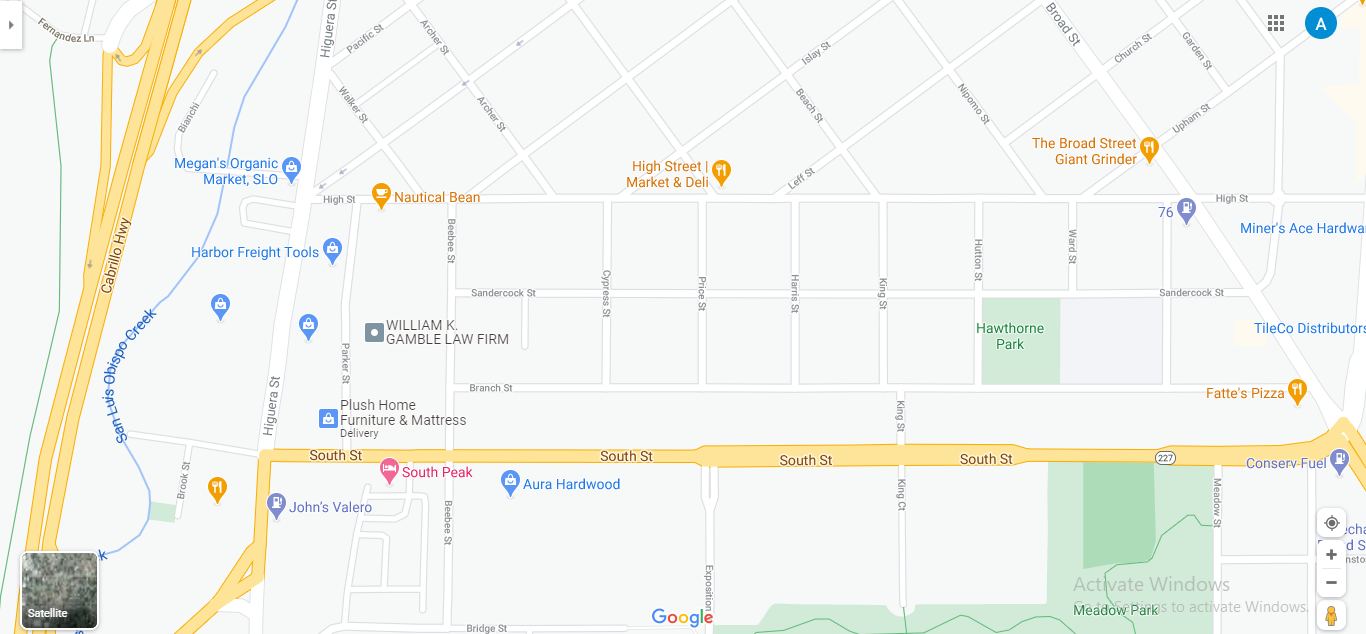 Fernandez Ln
Higuera St
Pacific St
Archer St
Islay St
Broad St
Church St
Garden St
A
Bianchi
Walker St
Archer St
Beach St
Nipomo St
Upham St
Megan's Organic
Market, SLO
High Street |
Market & Deli
Leff St
The Broad Street
Giant Grinder
High St
Nautical Bean
High St
76
Miner's Ace Hardwa
Cabrillo Hwy
Harbor Freight Tools
Beebee St
Hutton St
Ward St
Cypress St
Price St
Harris St
King St
Sandercock St
Sandercock St
San Luis Obispo Creek
WILLIAM K.
GAMBLE LAW FIRM
Hawthorne
Park
TileCo Distributors
Parker St
Higuera St
Branch St
Fatte's Pizza
Plush Home
Furniture & Mattress
Delivery
King St
South St
South St
South St
South St
227
Conserv Fuel
South Peak
Aura Hardwood
Brook St
John's Valero
Beebee St
King Ct
Meadow St
Exposition
Satellite
Activate Windows
Go to Settings to activate Windows.
Meadow Park
Google
Bridge St